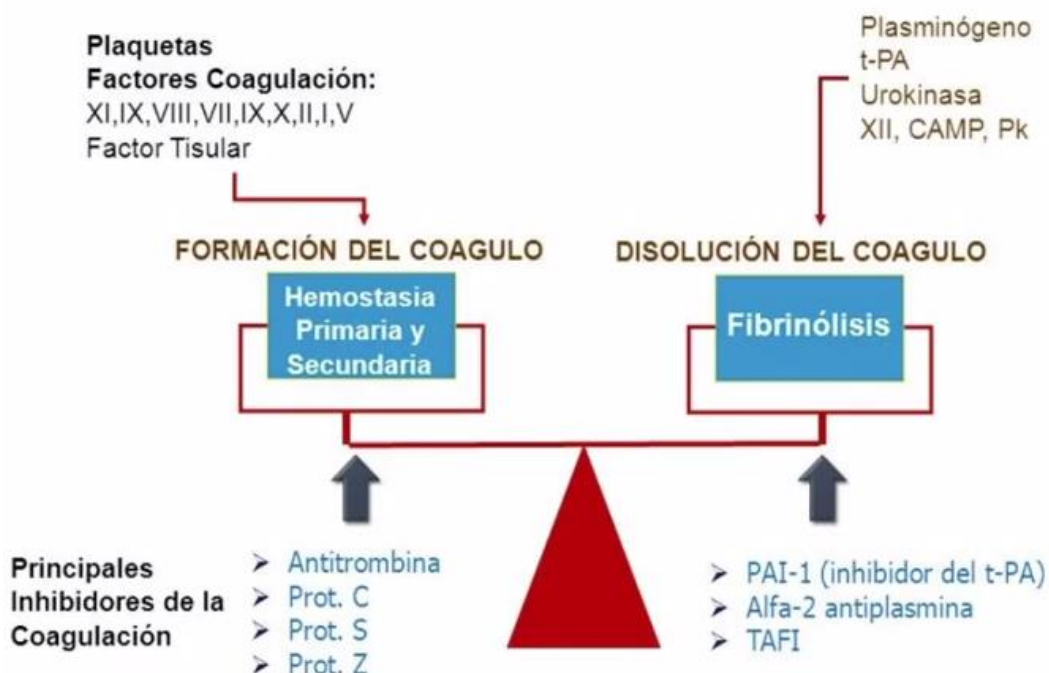 Plaquetas
Factores Coagulación:
XI,IX,VIII,VII,IX,X,II,I,V
Factor Tisular
Plasminógeno
t-PA
Urokinasa
XII, CAMP, Pk
FORMACIÓN DEL COAGULO
DISOLUCIÓN DEL COAGULO
Hemostasia
Primaria y
Secundaria
Fibrinólisis
Principales
Inhibidores de la
Coagulación
➢ Antitrombina
➢ Prot. C
➢ Prot. S
➢ Prot. Z
➢ PAI-1 (inhibidor del t-PA)
➢ Alfa-2 antiplasmina
➢ TAFI